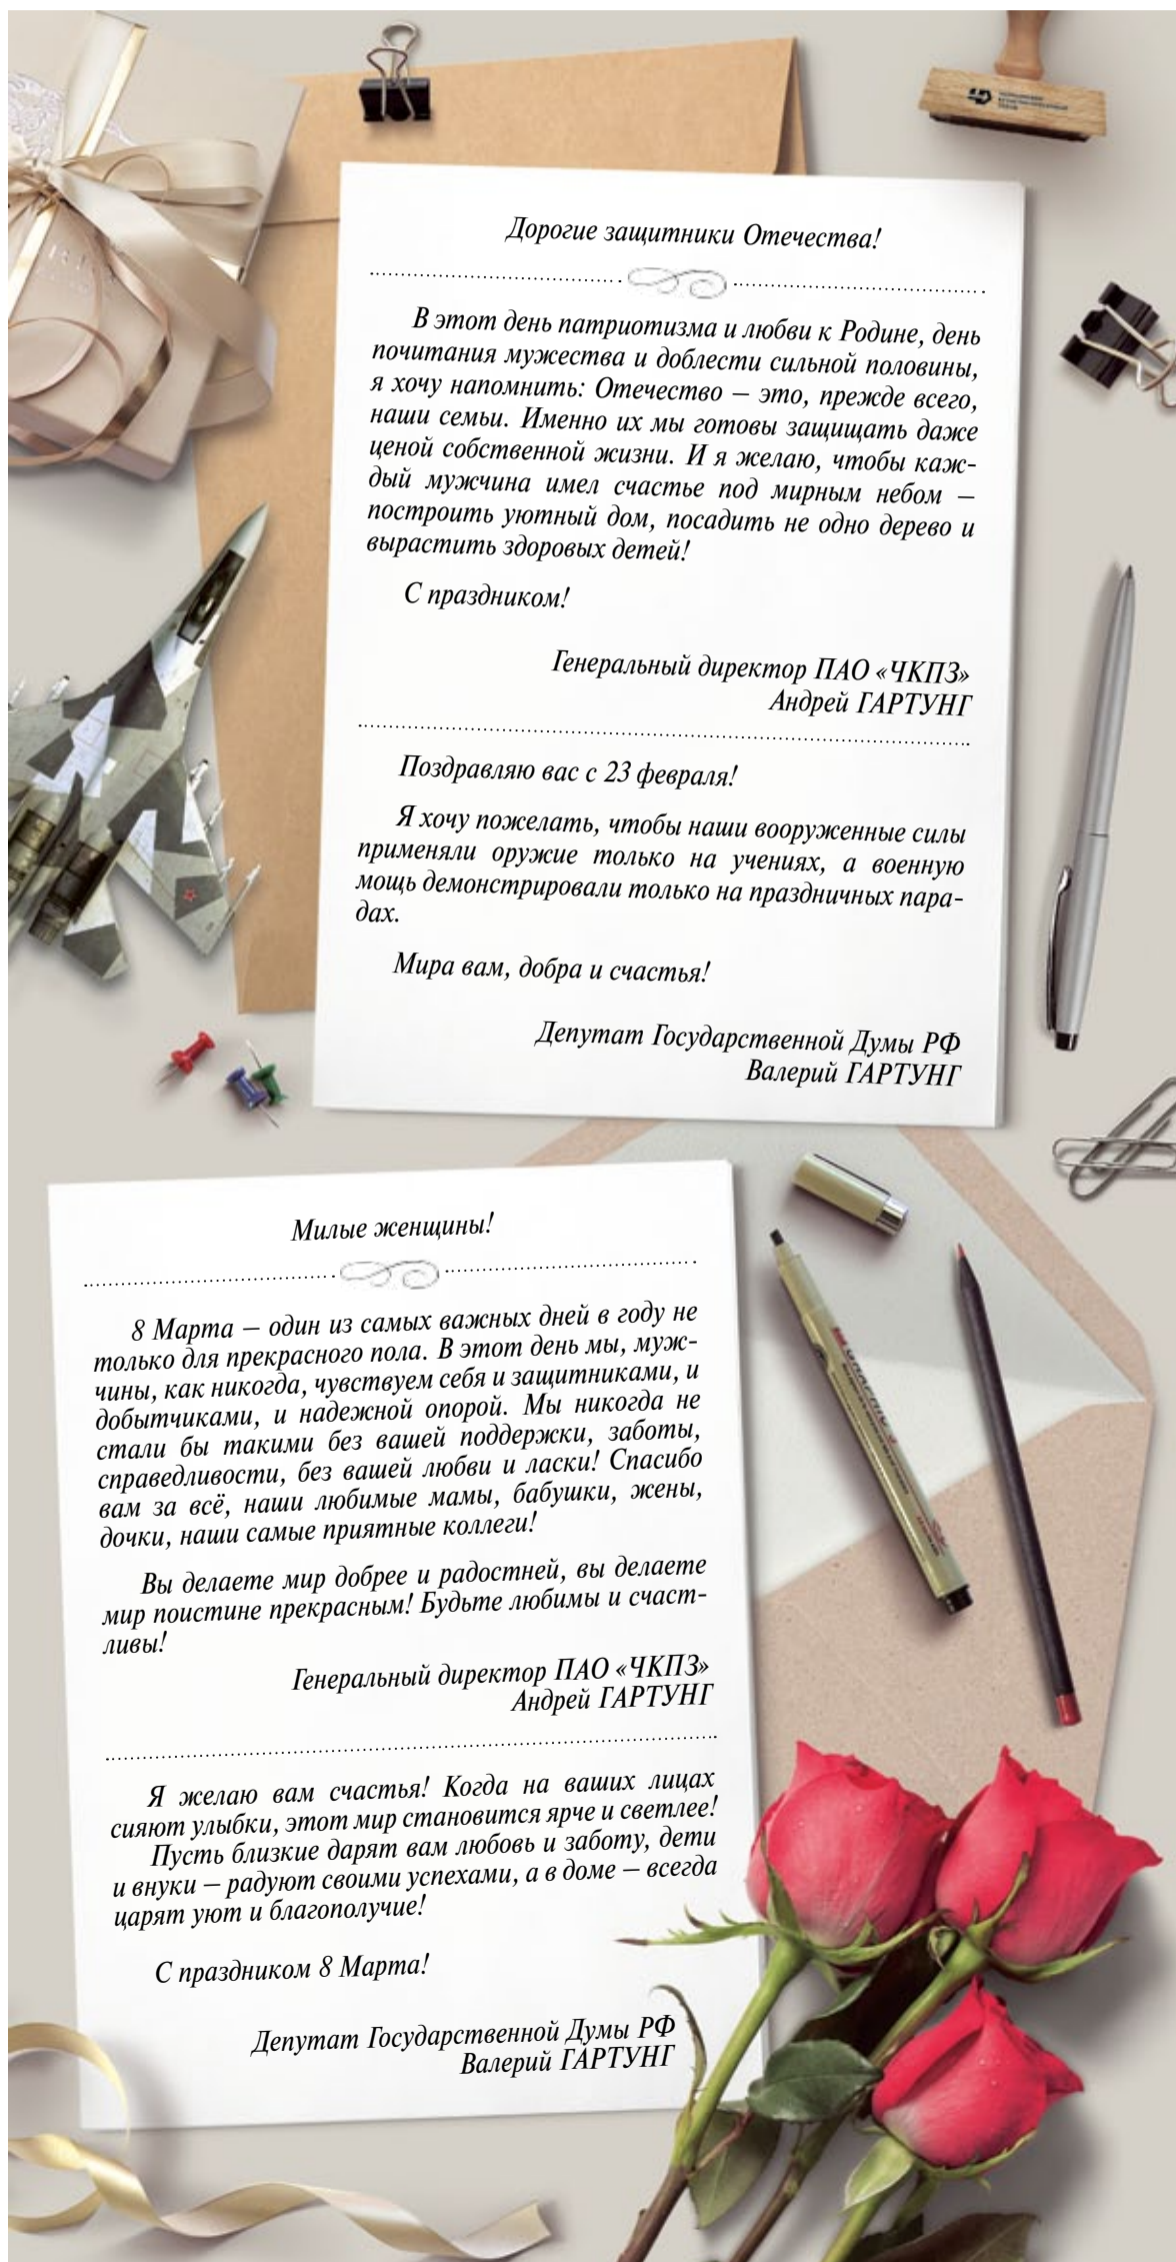 Дорогие защитники Отечества!
В этот день патриотизма и любви к Родине, день
почитания мужества и доблести сильной половины,
я хочу напомнить: Отечество – это, прежде всего,
наши семьи. Именно их мы готовы защищать даже
ценой собственной жизни. И я желаю, чтобы каж-
дый мужчина имел счастье под мирным небом –
построить уютный дом, посадить не одно дерево и
вырастить здоровых детей!
С праздником!
Генеральный директор ПАО «ЧКПЗ»
Андрей ГАРТУНГ
Поздравляю вас с 23 февраля!
Я хочу пожелать, чтобы наши вооруженные силы
применяли оружие только на учениях, а военную
мощь демонстрировали только на праздничных пара-
дах.
Мира вам, добра и счастья!
Депутат Государственной Думы РФ
Валерий ГАРТУНГ
Милые женщины!
8 Марта – один из самых важных дней в году не
только для прекрасного пола. В этот день мы, муж-
чины, как никогда, чувствуем себя и защитниками, и
добытчиками, и надежной опорой. Мы никогда не
стали бы такими без вашей поддержки, заботы,
справедливости, без вашей любви и ласки! Спасибо
вам за всё, наши любимые мамы, бабушки, жены,
дочки, наши самые приятные коллеги!
Вы делаете мир добрее и радостней, вы делаете
мир поистине прекрасным! Будьте любимы и счаст-
ливы!
Генеральный директор ПАО «ЧКПЗ»
Андрей ГАРТУНГ
Я желаю вам счастья! Когда на ваших лицах
сияют улыбки, этот мир становится ярче и светлее!
Пусть близкие дарят вам любовь и заботу, дети
и внуки – радуют своими успехами, а в доме – всегда
царят уют и благополучие!
С праздником 8 Марта!
Депутат Государственной Думы РФ
Валерий ГАРТУНГ